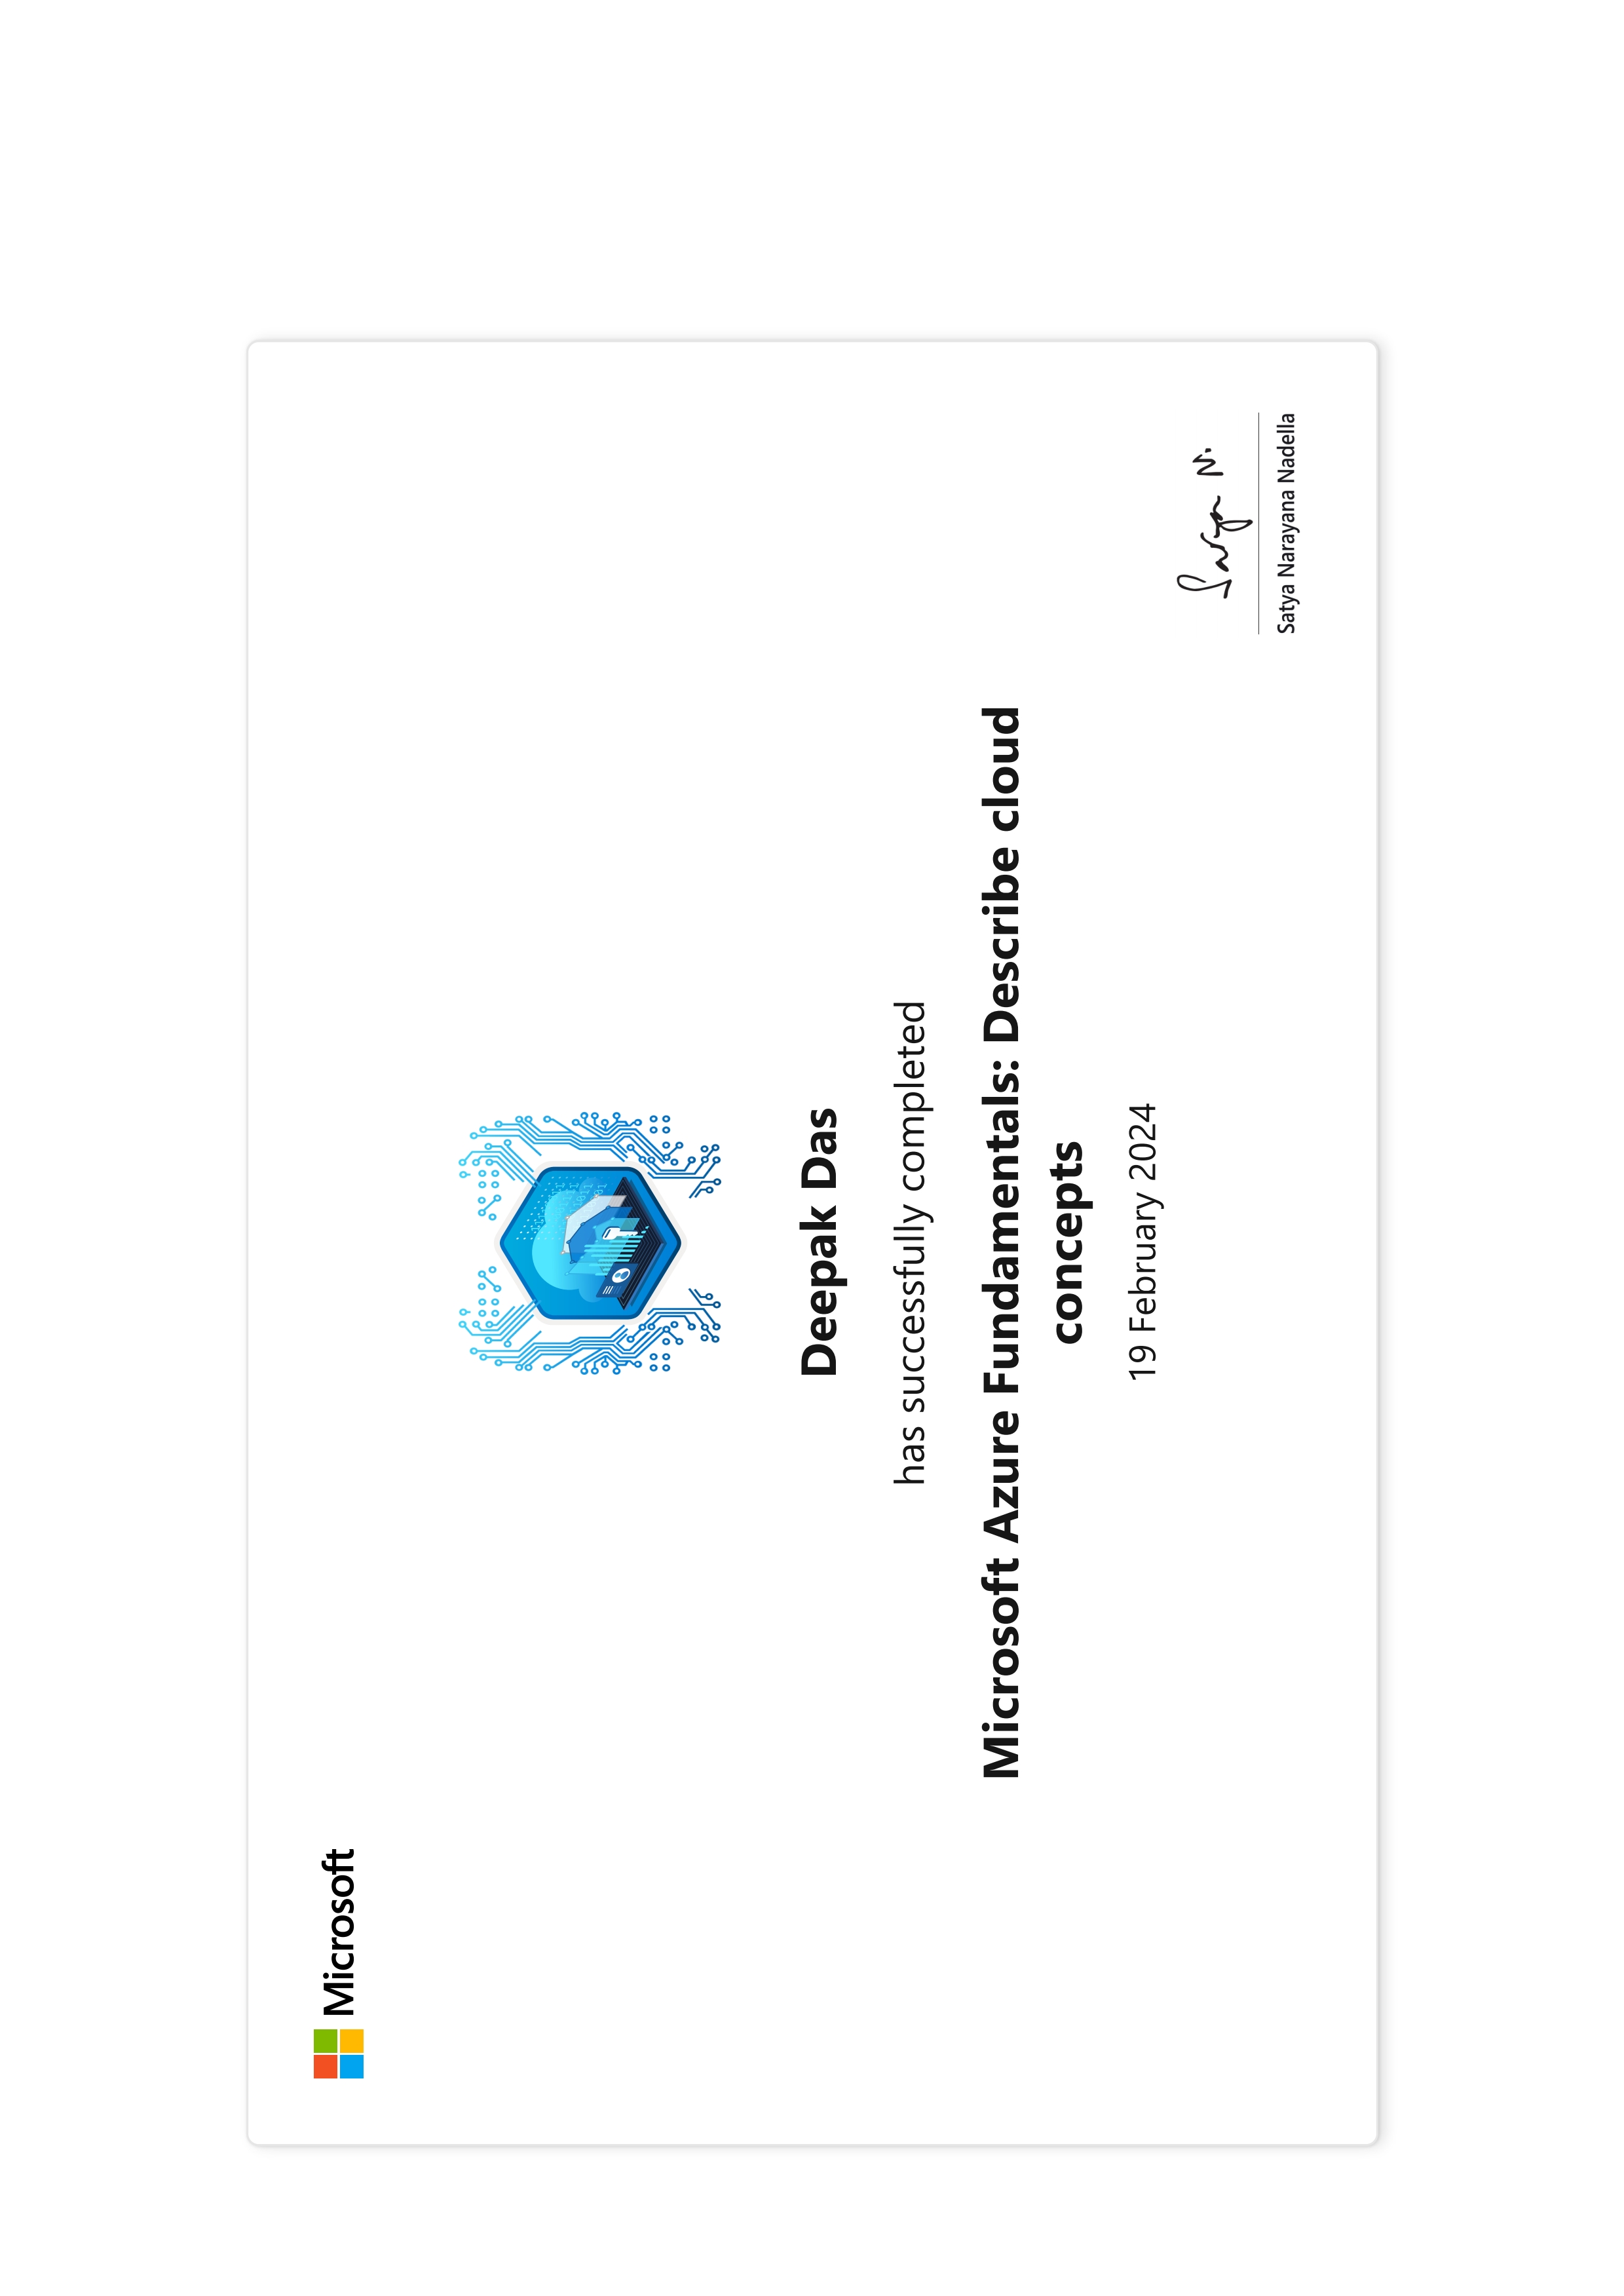 Microsoft
Deepak Das
has successfully completed
Microsoft Azure Fundamentals: Describe cloud
concepts
19 February 2024
Satya N.
Satya Narayana Nadella